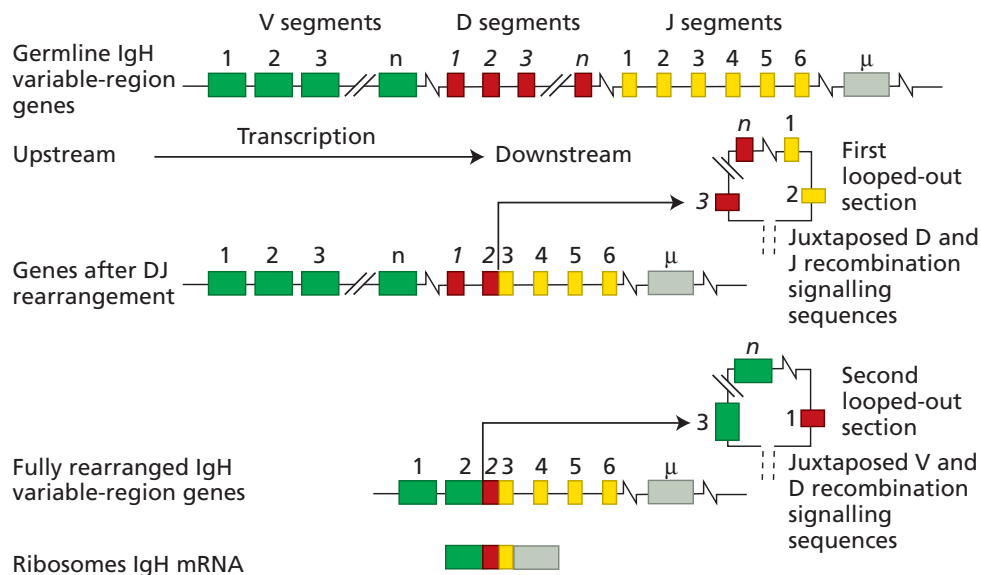 V segments D segments J segments
Germline IgH
variable-region
genes
1 2 3 n 1 2 3 n 1 2 3 4 5 6 μ
Upstream Transcription Downstream
n 1
3 2
First
looped-out
section
Juxtaposed D and
J recombination
signalling
sequences
Genes after DJ
rearrangement
1 2 3 n 1 2 3 4 5 6 μ
n
3 1
Second
looped-out
section
Juxtaposed V and
D recombination
signalling
sequences
Fully rearranged IgH
variable-region genes
1 2 2 3 4 5 6 μ
Ribosomes IgH mRNA